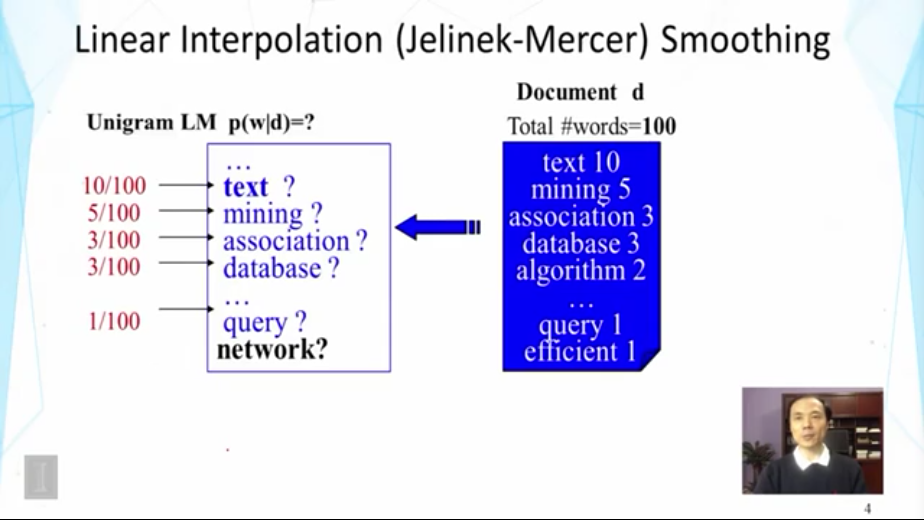 Linear Interpolation (Jelinek-Mercer) Smoothing
Unigram LM p(w|d)=?
10/100
5/100
3/100
3/100
1/100
...
text ?
mining ?
association ?
database ?
...
query ?
network?
Document d
Total #words=100
text 10
mining 5
association 3
database 3
algorithm 2
...
query 1
efficient 1
I
4